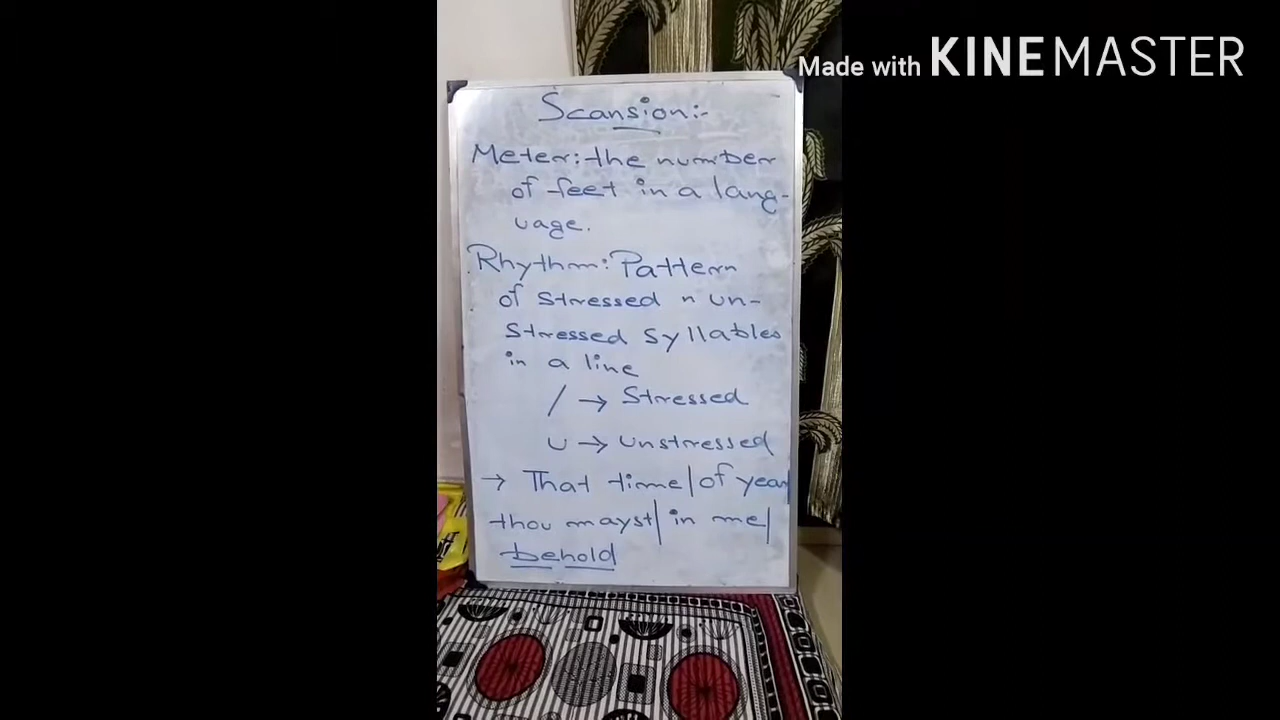 Made with KINEMASTER
Scansion:-
Meter: the number
of feet in a lang-
uage.
Rhythm: Pattern
of stressed n un-
stressed syllables
in a line
/ → Stressed
∪ → unstressed
→ That time/of year/
thou mayst/ in me/
behold